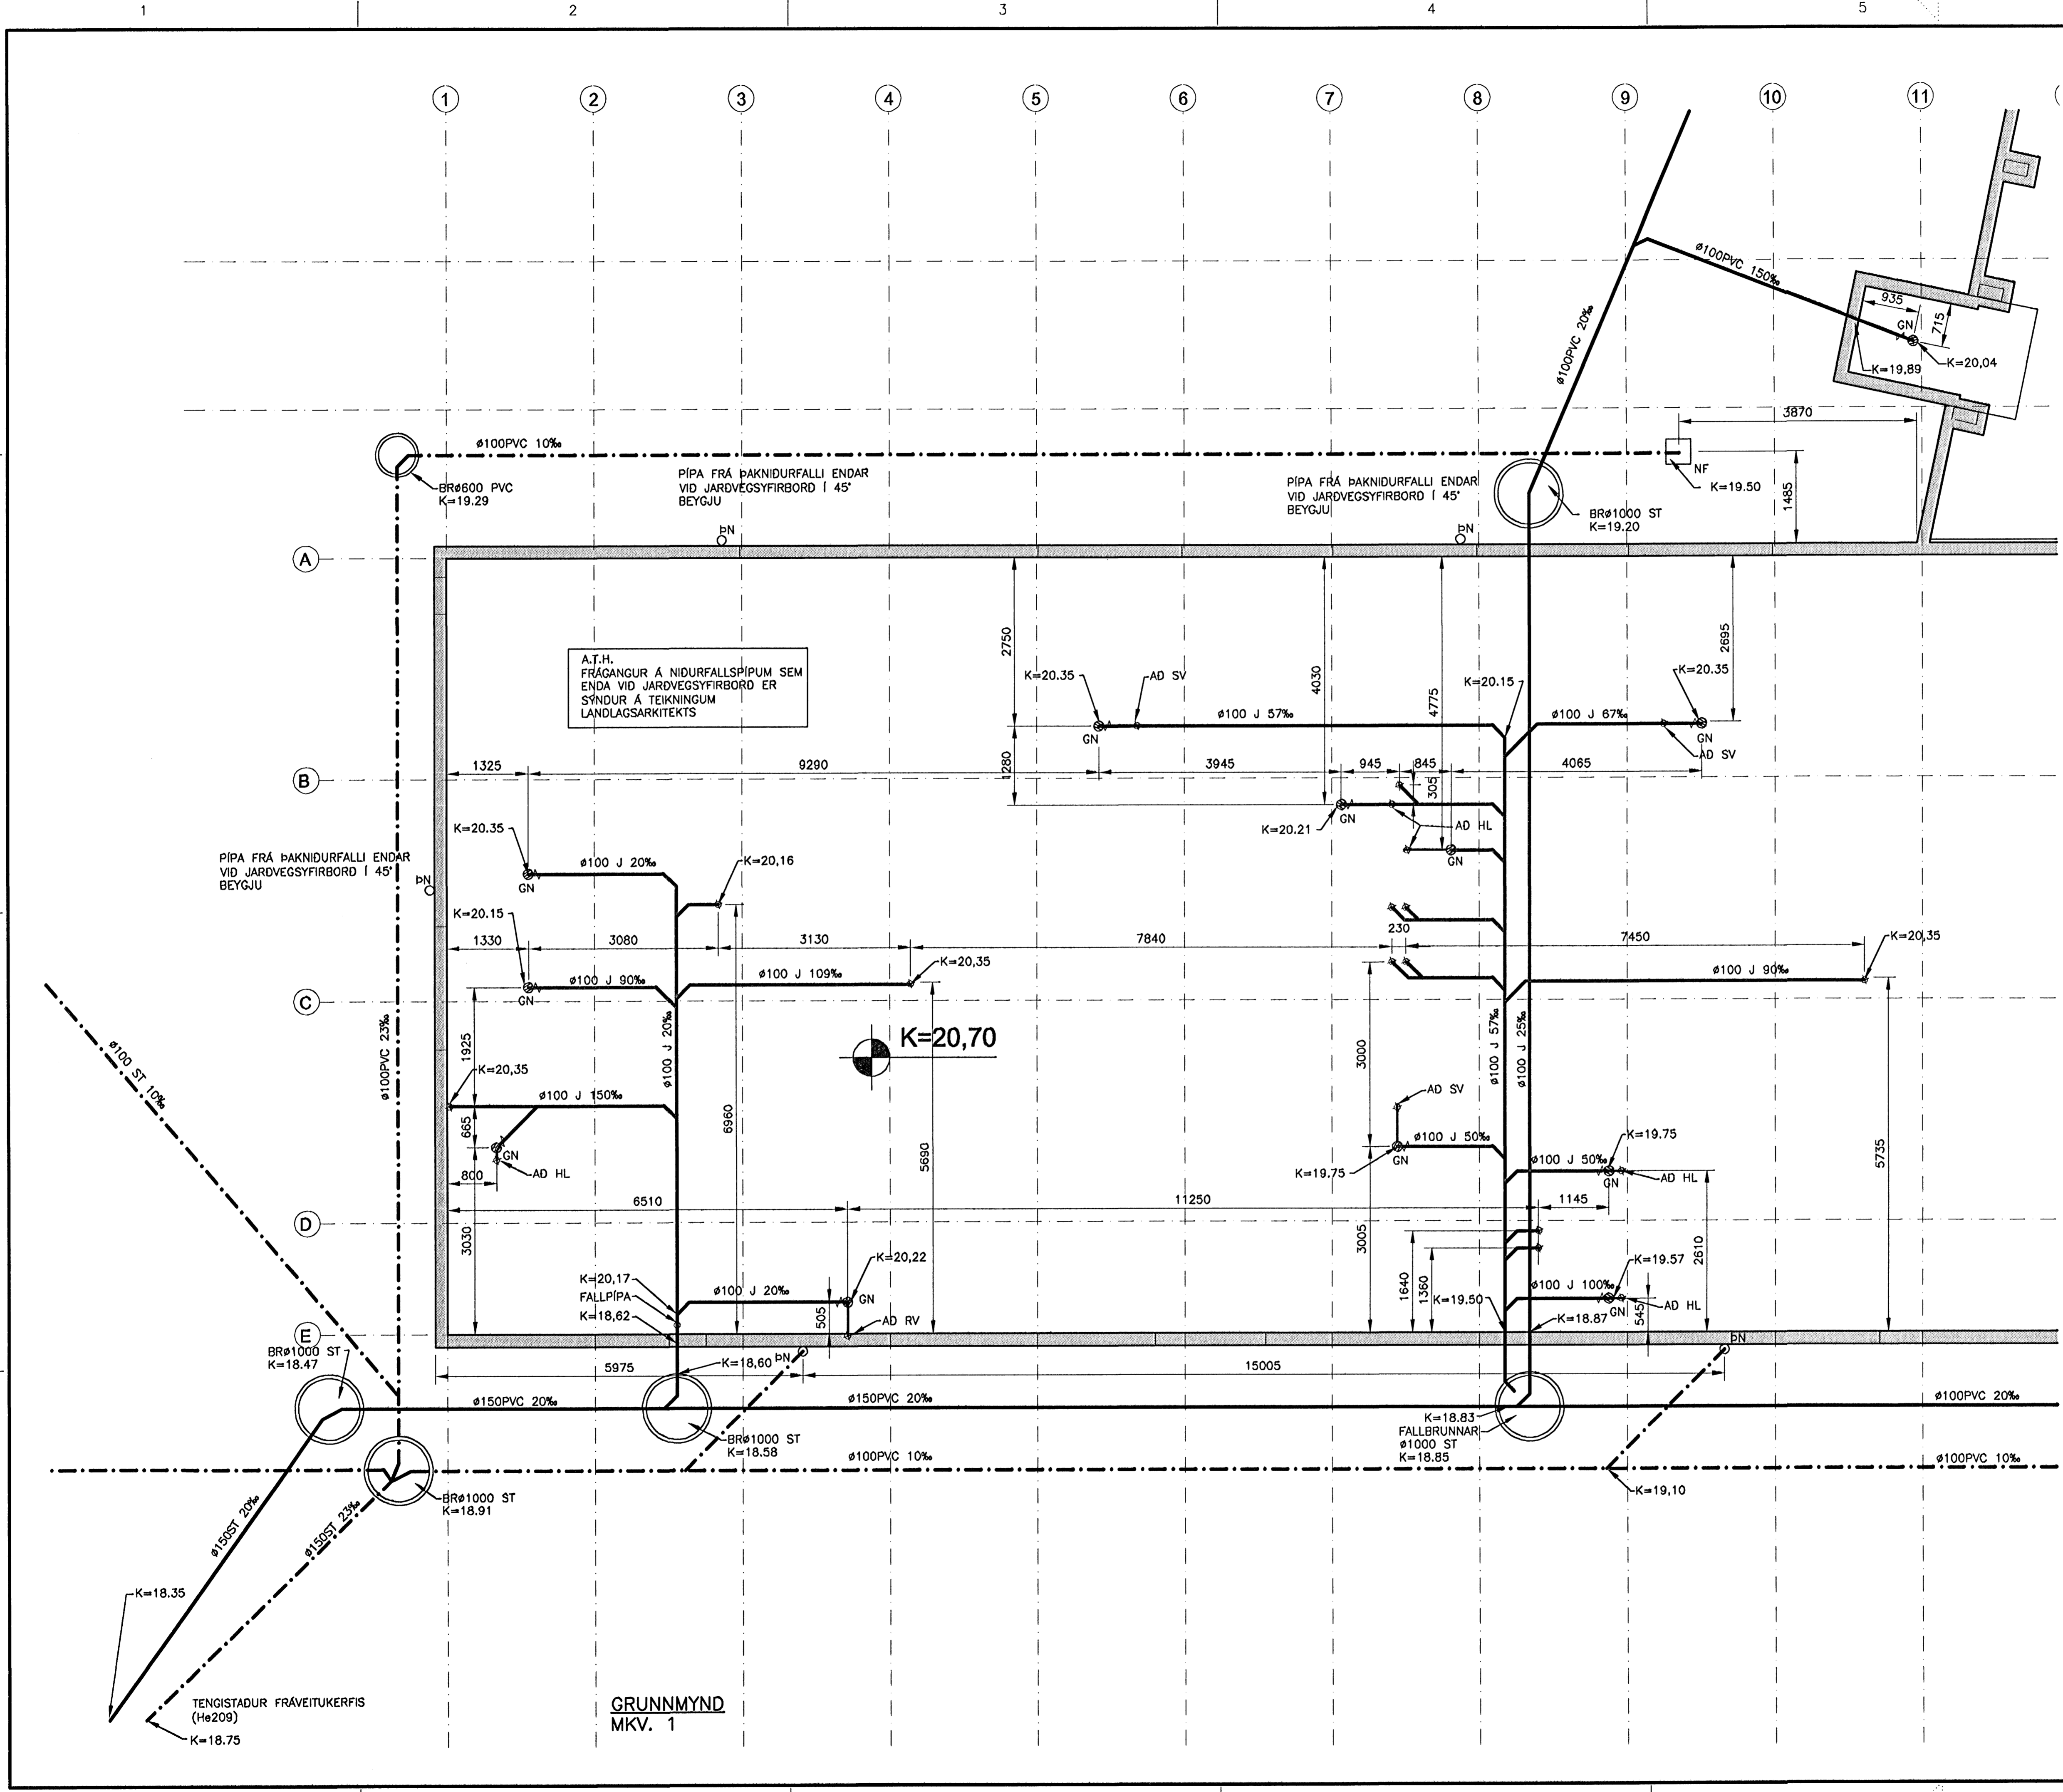 1 2 3 4 5
1 2 3 4 5 6 7 8 9 10 11
ø100PVC 150‰
935
715
GN
K=20,04
K=19,89
ø100PVC 20‰
3870
ø100PVC 10‰
BRø600 PVC
K=19.29
PÍPA FRÁ ÞAKNIÐURFALLI ENDAR
VIÐ JARÐVEGSYFIRBORÐ Í 45°
BEYGJU
PÍPA FRÁ ÞAKNIÐURFALLI ENDAR
VIÐ JARÐVEGSYFIRBORÐ Í 45°
BEYGJU
NF
K=19.50
1485
BRø1000 ST
K=19.20
ÞN
ÞN
A
A.T.H.
FRÁGANGUR Á NIÐURFALLSPÍPUM SEM
ENDA VIÐ JARÐVEGSYFIRBORÐ ER
SÝNDUR Á TEIKNINGUM
LANDLAGSARKITEKTS
2750
4030
4775
2695
K=20.35
AÐ SV
K=20.15
K=20.35
ø100 J 57‰
ø100 J 67‰
GN
GN
AÐ SV
B
1325
9290
1280
3945
945
845
4065
305
K=20.21
GN
AÐ HL
GN
K=20.35
ø100 J 20‰
GN
K=20,16
PÍPA FRÁ ÞAKNIÐURFALLI ENDAR
VIÐ JARÐVEGSYFIRBORÐ Í 45°
BEYGJU
ÞN
K=20.15
1330
3080
3130
7840
230
7450
K=20,35
ø100 J 90‰
GN
ø100 J 109‰
K=20,35
ø100 J 90‰
C
K=20,70
ø100PVC 23‰
ø100 ST 10‰
1925
ø100 J 20‰
ø100 J 57‰
ø100 J 25‰
3000
K=20,35
ø100 J 150‰
665
GN
AÐ HL
800
6960
5690
AÐ SV
ø100 J 50‰
GN
K=19.75
K=19.75
ø100 J 50‰
GN
AÐ HL
5735
6510
11250
1145
D
3030
3005
1640
1360
2610
K=20,17
FALLPÍPA
K=18,62
ø100 J 20‰
K=20,22
GN
505
AÐ RV
K=19.50
ø100 J 100‰
K=19.57
GN
AÐ HL
545
K=18.87
E
BRø1000 ST
K=18.47
5975
K=18,60
ÞN
15005
ÞN
ø150PVC 20‰
ø150PVC 20‰
ø100PVC 20‰
BRø1000 ST
K=18.58
K=18.83
FALLBRUNNAR
ø1000 ST
K=18.85
ø100PVC 10‰
ø100PVC 10‰
K=19,10
BRø1000 ST
K=18.91
ø150ST 20‰
ø150ST 23‰
K=18.35
TENGISTAÐUR FRÁVEITUKERFIS
(He209)
K=18.75
GRUNNMYND
MKV. 1